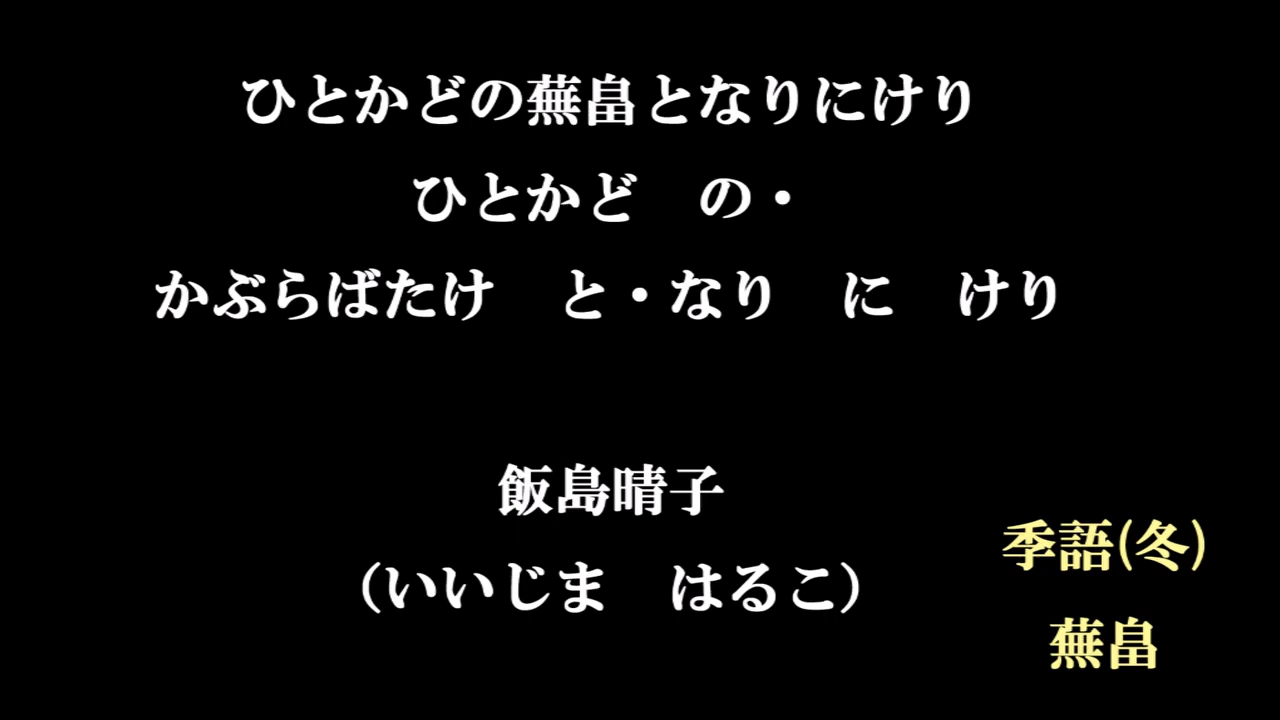 ひとかどの蕪畠となりにけり
ひとかど　の・
かぶらばたけ　と・なり　に　けり
飯島晴子
（いいじま　はるこ）
季語(冬)
蕪畠